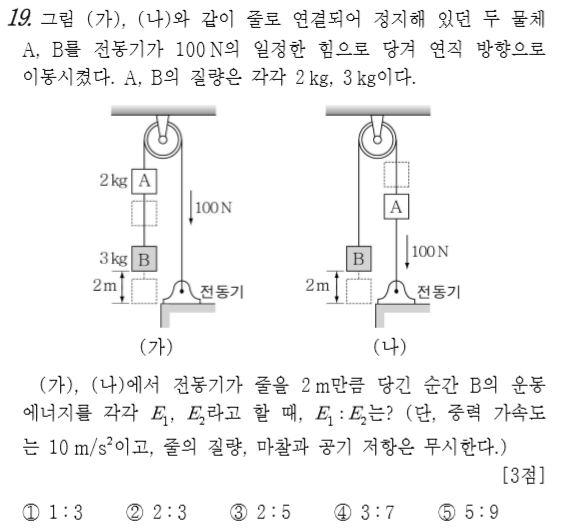 19. 그림 (가), (나)와 같이 줄로 연결되어 정지해 있던 두 물체
A, B를 전동기가 100 N의 일정한 힘으로 당겨 연직 방향으로
이동시켰다. A, B의 질량은 각각 2 kg, 3 kg이다.
2 kg A
100 N
3 kg B
2 m
전동기
(가)
A
B
100 N
2 m
전동기
(나)
(가), (나)에서 전동기가 줄을 2 m만큼 당긴 순간 B의 운동
에너지를 각각 E₁, E₂라고 할 때, E₁ : E₂는? (단, 중력 가속도
는 10 m/s²이고, 줄의 질량, 마찰과 공기 저항은 무시한다.)
[3점]
① 1 : 3 ② 2 : 3 ③ 2 : 5 ④ 3 : 7 ⑤ 5 : 9